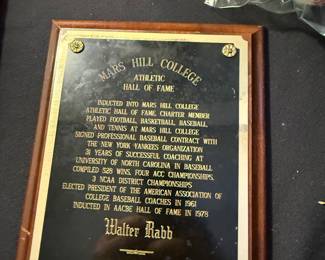 MARS HILL COLLEGE
ATHLETIC
HALL OF FAME
INDUCTED INTO MARS HILL COLLEGE
ATHLETIC HALL OF FAME, CHARTER MEMBER
PLAYED FOOTBALL, BASKETBALL, BASEBALL,
AND TENNIS AT MARS HILL COLLEGE
SIGNED PROFESSIONAL BASEBALL CONTRACT WITH
THE NEW YORK YANKEES ORGANIZATION
31 YEARS OF SUCCESSFUL COACHING AT
UNIVERSITY OF NORTH CAROLINA IN BASEBALL
COMPILED 528 WINS, FOUR ACC CHAMPIONSHIPS,
3 NCAA DISTRICT CHAMPIONSHIPS
ELECTED PRESIDENT OF THE AMERICAN ASSOCIATION OF
COLLEGE BASEBALL COACHES IN 1961
INDUCTED IN AACBE HALL OF FAME IN 1978
Walter Rabb